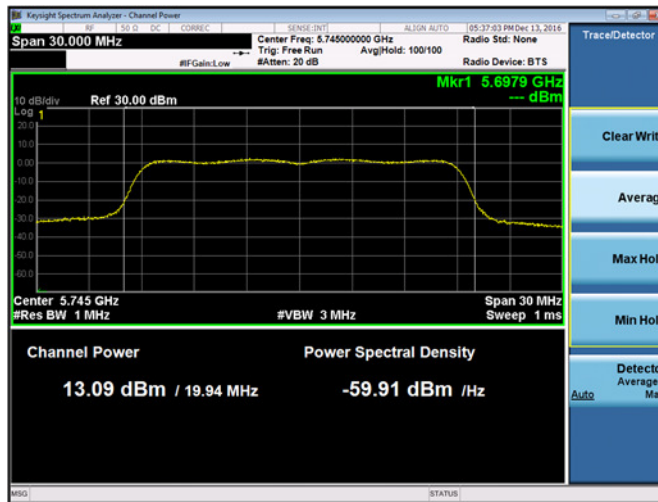 Keysight Spectrum Analyzer - Channel Power
RF 50 Ω DC CORREC SENSE:INT ALIGN AUTO 05:37:03 PM Dec 13, 2016
Span 30.000 MHz
Center Freq: 5.745000000 GHz
Radio Std: None
Trig: Free Run Avg|Hold: 100/100
#IFGain:Low #Atten: 20 dB Radio Device: BTS
Trace/Detector
Mkr1 5.6979 GHz
10 dB/div Ref 30.00 dBm --- dBm
Log 1
20.0
10.0
0.00
-10.0
-20.0
-30.0
-40.0
-50.0
-60.0
Center 5.745 GHz Span 30 MHz
#Res BW 1 MHz #VBW 3 MHz Sweep 1 ms
Channel Power Power Spectral Density
13.09 dBm / 19.94 MHz -59.91 dBm /Hz
Clear Writ
Averag
Max Hol
Min Hol
Detecto
Average
Auto Ma
MSG STATUS